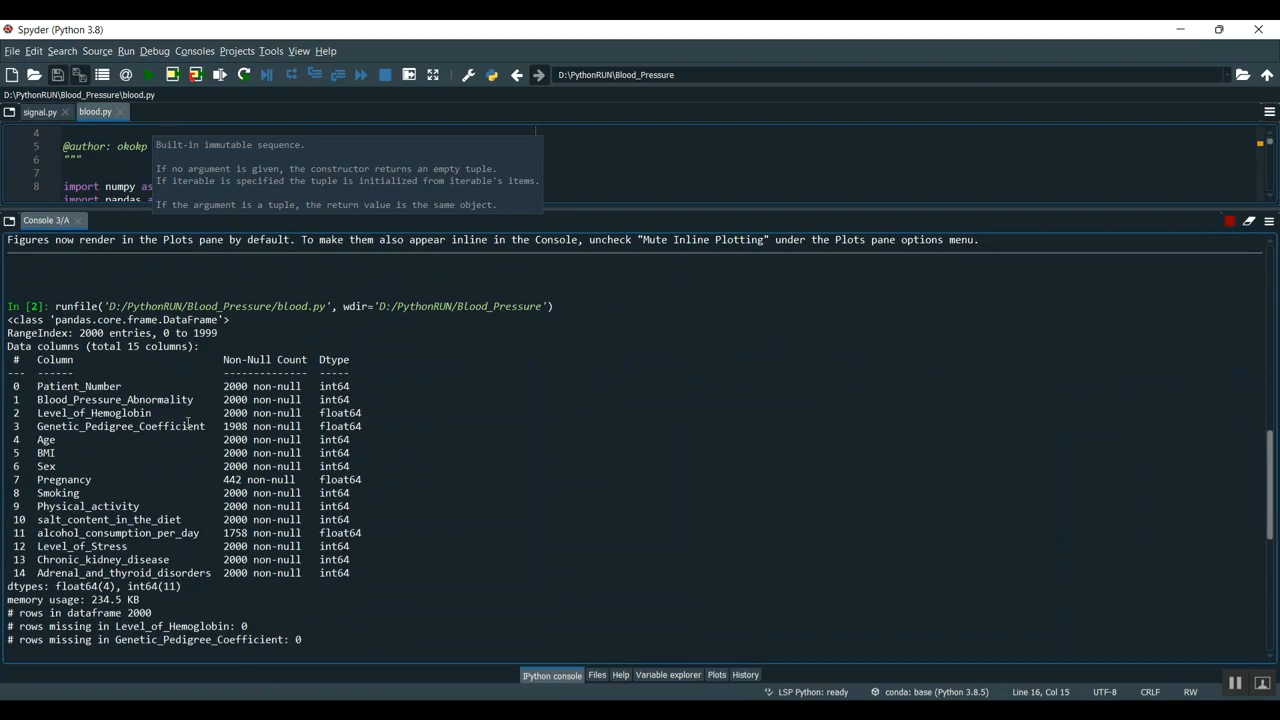 Spyder (Python 3.8)
File Edit Search Source Run Debug Consoles Projects Tools View Help
D:\PythonRUN\Blood_Pressure
D:\PythonRUN\Blood_Pressure\blood.py
signal.py blood.py
4
5 @author: okokp
6 """
7
8 import numpy as
import pandas a
Built-in immutable sequence.
If no argument is given, the constructor returns an empty tuple.
If iterable is specified the tuple is initialized from iterable's items.
If the argument is a tuple, the return value is the same object.
Console 3/A
Figures now render in the Plots pane by default. To make them also appear inline in the Console, uncheck "Mute Inline Plotting" under the Plots pane options menu.
In [2]: runfile('D:/PythonRUN/Blood_Pressure/blood.py', wdir='D:/PythonRUN/Blood_Pressure')
<class 'pandas.core.frame.DataFrame'>
RangeIndex: 2000 entries, 0 to 1999
Data columns (total 15 columns):
# Column Non-Null Count Dtype
--- ------ -------------- -----
0 Patient_Number 2000 non-null int64
1 Blood_Pressure_Abnormality 2000 non-null int64
2 Level_of_Hemoglobin 2000 non-null float64
3 Genetic_Pedigree_Coefficient 1908 non-null float64
4 Age 2000 non-null int64
5 BMI 2000 non-null int64
6 Sex 2000 non-null int64
7 Pregnancy 442 non-null float64
8 Smoking 2000 non-null int64
9 Physical_activity 2000 non-null int64
10 salt_content_in_the_diet 2000 non-null int64
11 alcohol_consumption_per_day 1758 non-null float64
12 Level_of_Stress 2000 non-null int64
13 Chronic_kidney_disease 2000 non-null int64
14 Adrenal_and_thyroid_disorders 2000 non-null int64
dtypes: float64(4), int64(11)
memory usage: 234.5 KB
# rows in dataframe 2000
# rows missing in Level_of_Hemoglobin: 0
# rows missing in Genetic_Pedigree_Coefficient: 0
IPython console Files Help Variable explorer Plots History
LSP Python: ready conda: base (Python 3.8.5) Line 16, Col 15 UTF-8 CRLF RW